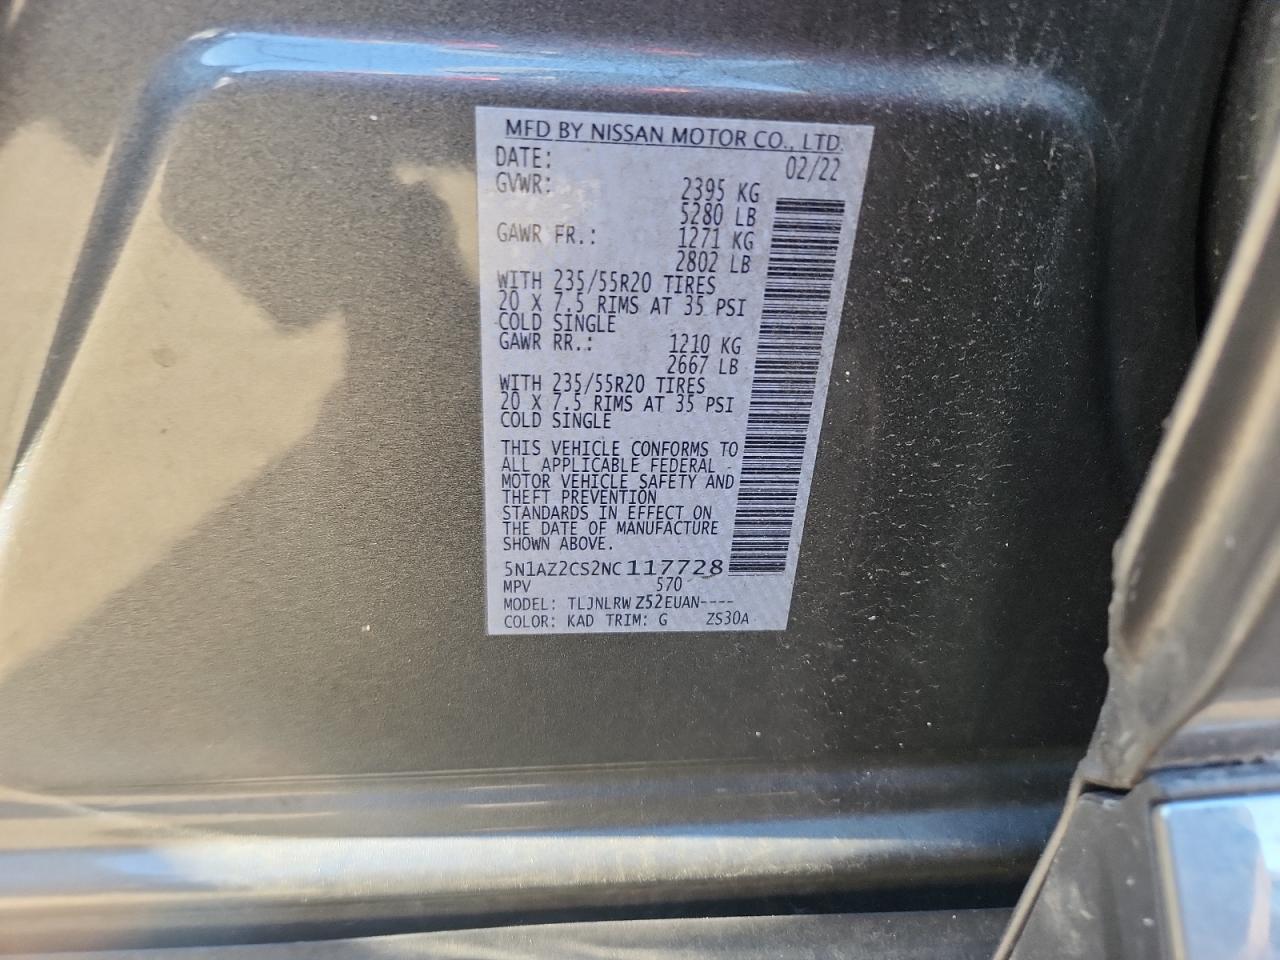 MFD BY NISSAN MOTOR CO., LTD.
DATE: 02/22
GVWR: 2395 KG
5280 LB
GAWR FR.: 1271 KG
2802 LB
WITH 235/55R20 TIRES
20 X 7.5 RIMS AT 35 PSI
COLD SINGLE
GAWR RR.: 1210 KG
2667 LB
WITH 235/55R20 TIRES
20 X 7.5 RIMS AT 35 PSI
COLD SINGLE
THIS VEHICLE CONFORMS TO
ALL APPLICABLE FEDERAL
MOTOR VEHICLE SAFETY AND
THEFT PREVENTION
STANDARDS IN EFFECT ON
THE DATE OF MANUFACTURE
SHOWN ABOVE.
5N1AZ2CS2NC117728
MPV 570
MODEL: TLJNLRW Z52EUAN----
COLOR: KAD TRIM: G ZS30A